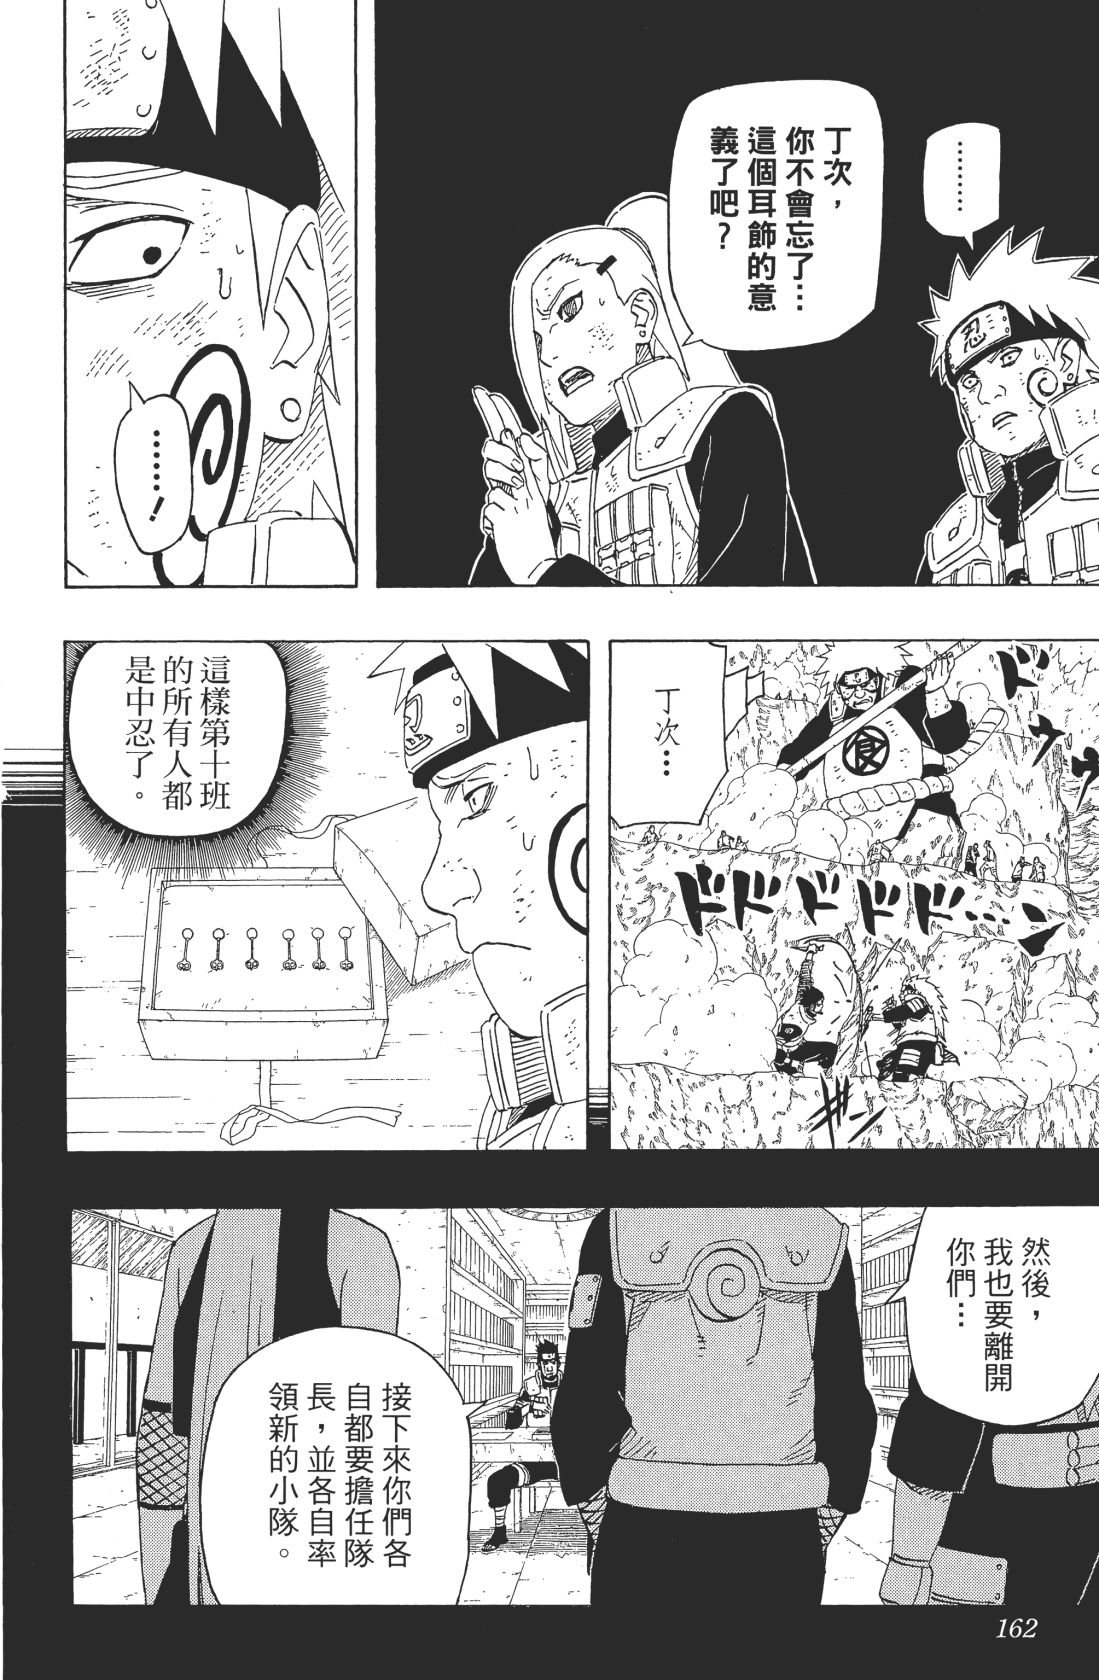 ………
丁次，
你不會忘了…
這個耳飾的意
義了吧？
……！
忍
丁次…
食
ドドド
ドドドドド…
這樣第十班
的所有人都
是中忍了。
然後，
我也要離開
你們…
接下來你們各
自都要擔任隊
長，並各自率
領新的小隊。
162